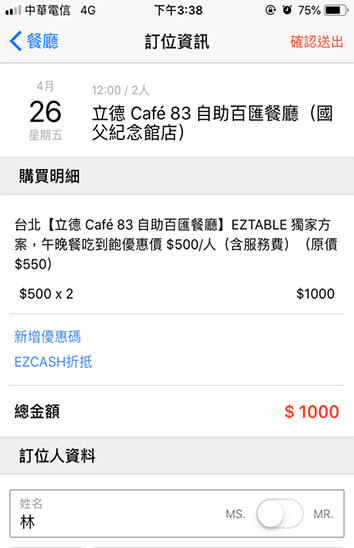 中華電信 4G 下午3:38 75%
餐廳 訂位資訊 確認送出
4月
26
星期五
12:00 / 2人
立德 Café 83 自助百匯餐廳（國
父紀念館店）
購買明細
台北【立德 Café 83 自助百匯餐廳】EZTABLE 獨家方
案，午晚餐吃到飽優惠價 $500/人（含服務費）（原價
$550）
$500 x 2 $1000
新增優惠碼
EZCASH折抵
總金額 $ 1000
訂位人資料
姓名
林 MS. MR.